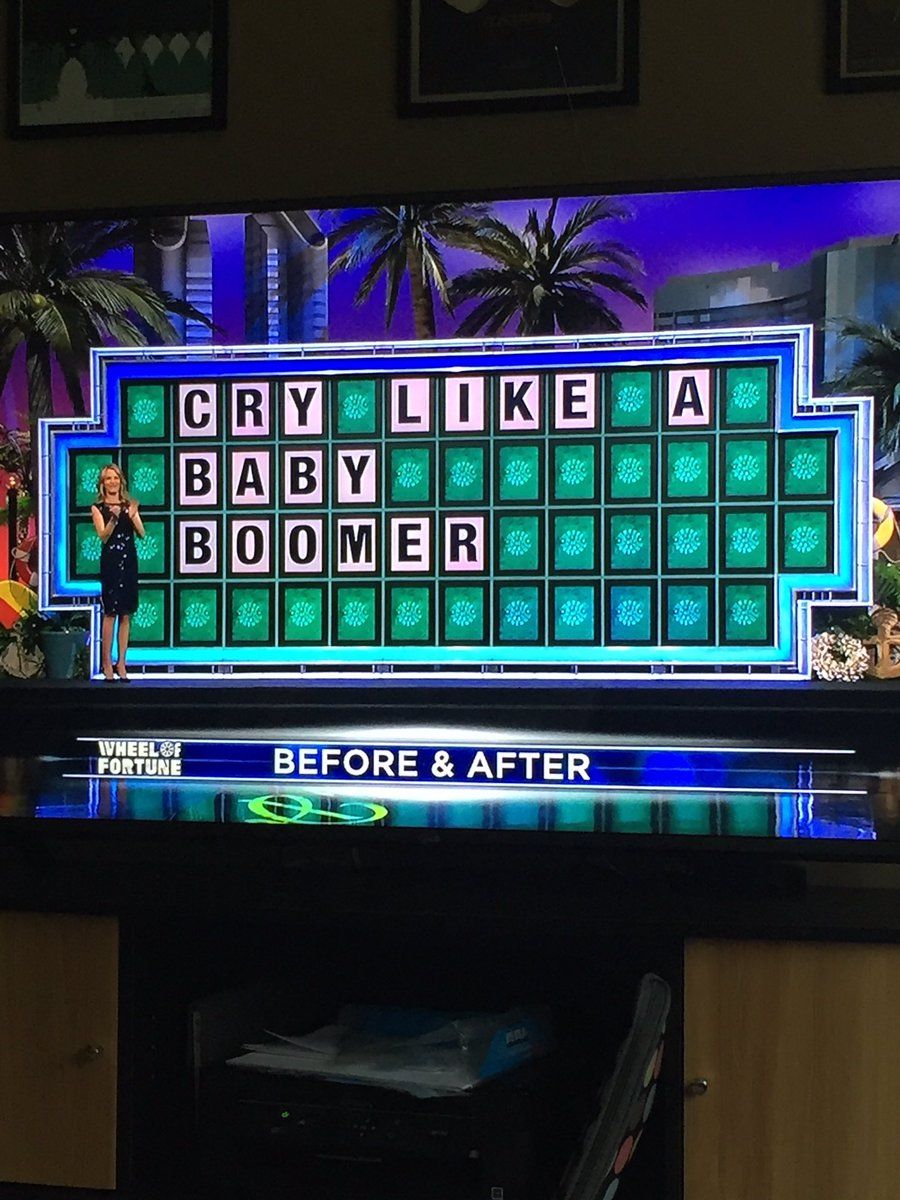 CRY LIKE A
BABY
BOOMER
WHEEL OF
FORTUNE
BEFORE & AFTER